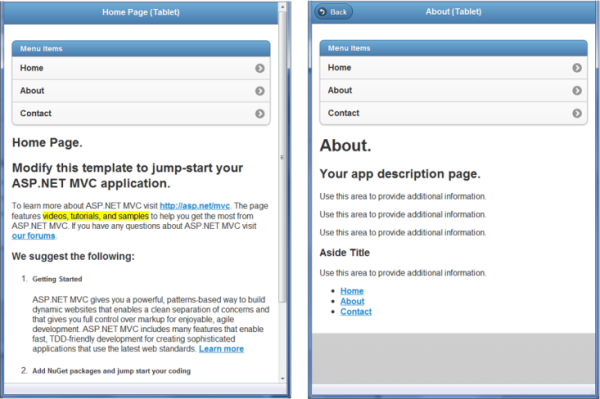 Home Page (Tablet)
Menu Items
Home
About
Contact
Home Page.
Modify this template to jump-start your
ASP.NET MVC application.
To learn more about ASP.NET MVC visit http://asp.net/mvc. The page
features videos, tutorials, and samples to help you get the most from
ASP.NET MVC. If you have any questions about ASP.NET MVC visit
our forums.
We suggest the following:
1. Getting Started
ASP.NET MVC gives you a powerful, patterns-based way to build
dynamic websites that enables a clean separation of concerns and
that gives you full control over markup for enjoyable, agile
development. ASP.NET MVC includes many features that enable
fast, TDD-friendly development for creating sophisticated
applications that use the latest web standards. Learn more
2. Add NuGet packages and jump start your coding
Back
About (Tablet)
Menu Items
Home
About
Contact
About.
Your app description page.
Use this area to provide additional information.
Use this area to provide additional information.
Use this area to provide additional information.
Aside Title
Use this area to provide additional information.
• Home
• About
• Contact